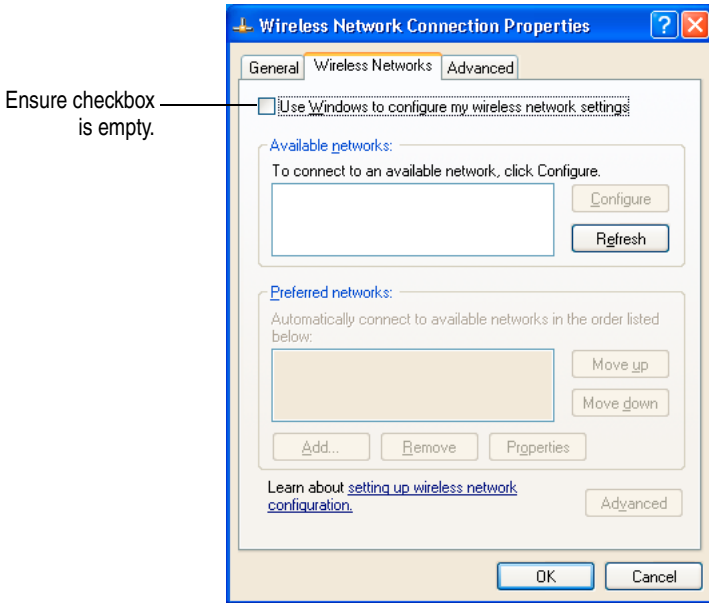 Wireless Network Connection Properties
General Wireless Networks Advanced
Ensure checkbox
is empty.
Use Windows to configure my wireless network settings
Available networks:
To connect to an available network, click Configure.
Configure
Refresh
Preferred networks:
Automatically connect to available networks in the order listed
below:
Move up
Move down
Add... Remove Properties
Learn about setting up wireless network
configuration.
Advanced
OK Cancel